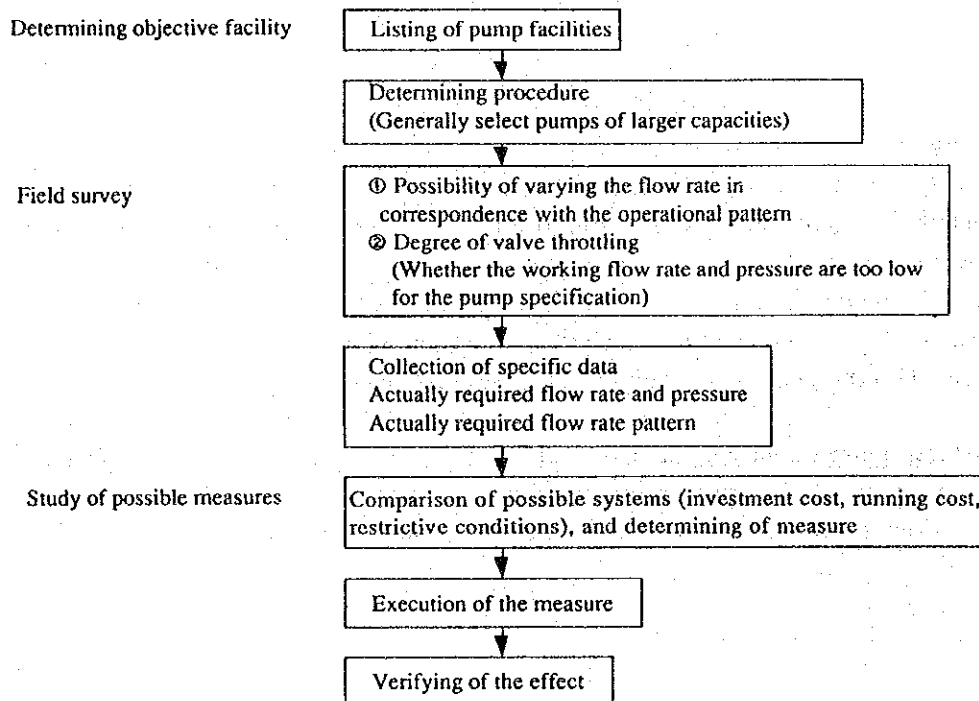 Determining objective facility
Listing of pump facilities
Determining procedure
(Generally select pumps of larger capacities)
Field survey
① Possibility of varying the flow rate in
correspondence with the operational pattern
② Degree of valve throttling
(Whether the working flow rate and pressure are too low
for the pump specification)
Collection of specific data
Actually required flow rate and pressure
Actually required flow rate pattern
Study of possible measures
Comparison of possible systems (investment cost, running cost,
restrictive conditions), and determining of measure
Execution of the measure
Verifying of the effect